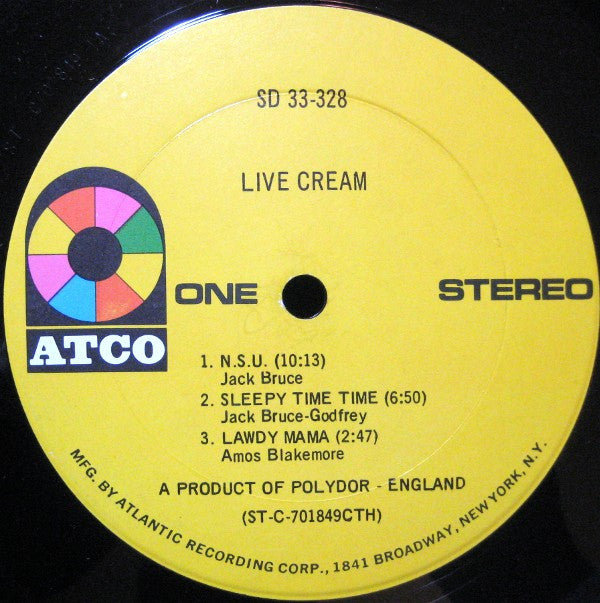 SD 33-328
LIVE CREAM
ATCO
ONE
STEREO
1. N.S.U. (10:13)
Jack Bruce
2. SLEEPY TIME TIME (6:50)
Jack Bruce-Godfrey
3. LAWDY MAMA (2:47)
Amos Blakemore
A PRODUCT OF POLYDOR - ENGLAND
(ST-C-701849CTH)
MFG. BY ATLANTIC RECORDING CORP., 1841 BROADWAY, NEW YORK, N.Y.